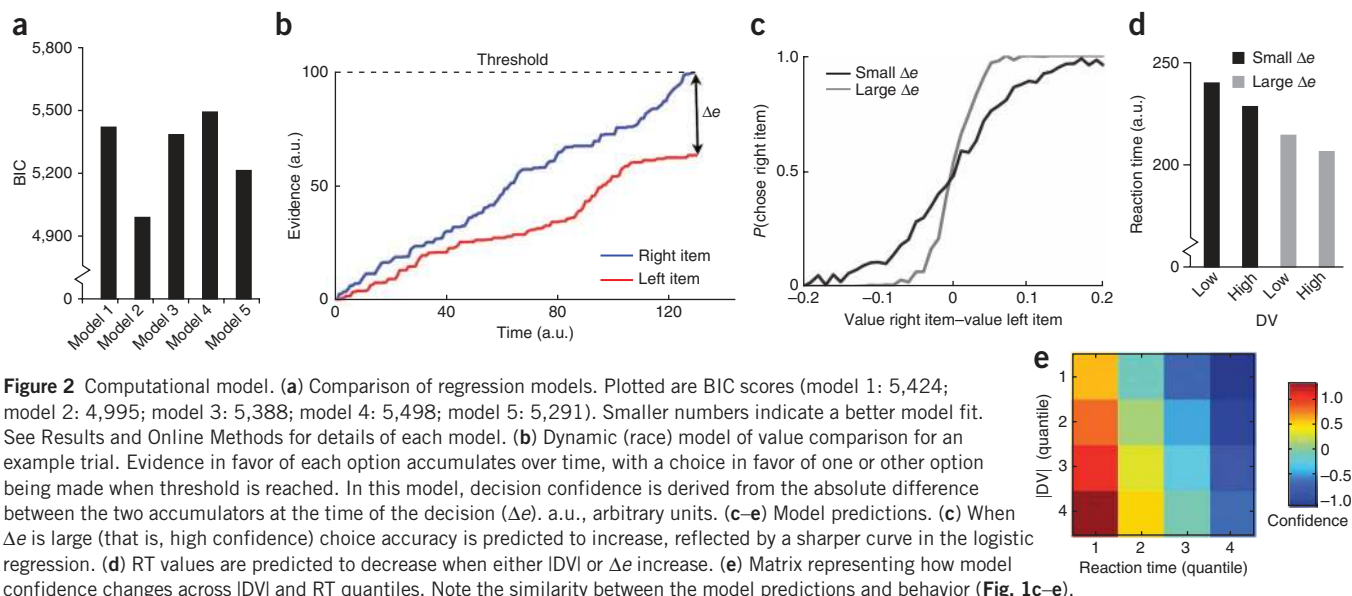 a
5,800
5,500
5,200
4,900
0
BIC
Model 1
Model 2
Model 3
Model 4
Model 5
b
Threshold
100
50
0
Evidence (a.u.)
Δe
Right item
Left item
0
40
80
120
Time (a.u.)
c
1.0
0.5
0
P(chose right item)
Small Δe
Large Δe
–0.2
–0.1
0
0.1
0.2
Value right item–value left item
d
Small Δe
Large Δe
250
200
0
Reaction time (a.u.)
Low
High
Low
High
DV
e
1
2
3
4
|DV| (quantile)
1 2 3 4
Reaction time (quantile)
1.0
0.5
0
–0.5
–1.0
Confidence
Figure 2 Computational model. (a) Comparison of regression models. Plotted are BIC scores (model 1: 5,424;
model 2: 4,995; model 3: 5,388; model 4: 5,498; model 5: 5,291). Smaller numbers indicate a better model fit.
See Results and Online Methods for details of each model. (b) Dynamic (race) model of value comparison for an
example trial. Evidence in favor of each option accumulates over time, with a choice in favor of one or other option
being made when threshold is reached. In this model, decision confidence is derived from the absolute difference
between the two accumulators at the time of the decision (Δe). a.u., arbitrary units. (c–e) Model predictions. (c) When
Δe is large (that is, high confidence) choice accuracy is predicted to increase, reflected by a sharper curve in the logistic
regression. (d) RT values are predicted to decrease when either |DV| or Δe increase. (e) Matrix representing how model
confidence changes across |DV| and RT quantiles. Note the similarity between the model predictions and behavior (Fig. 1c–e).